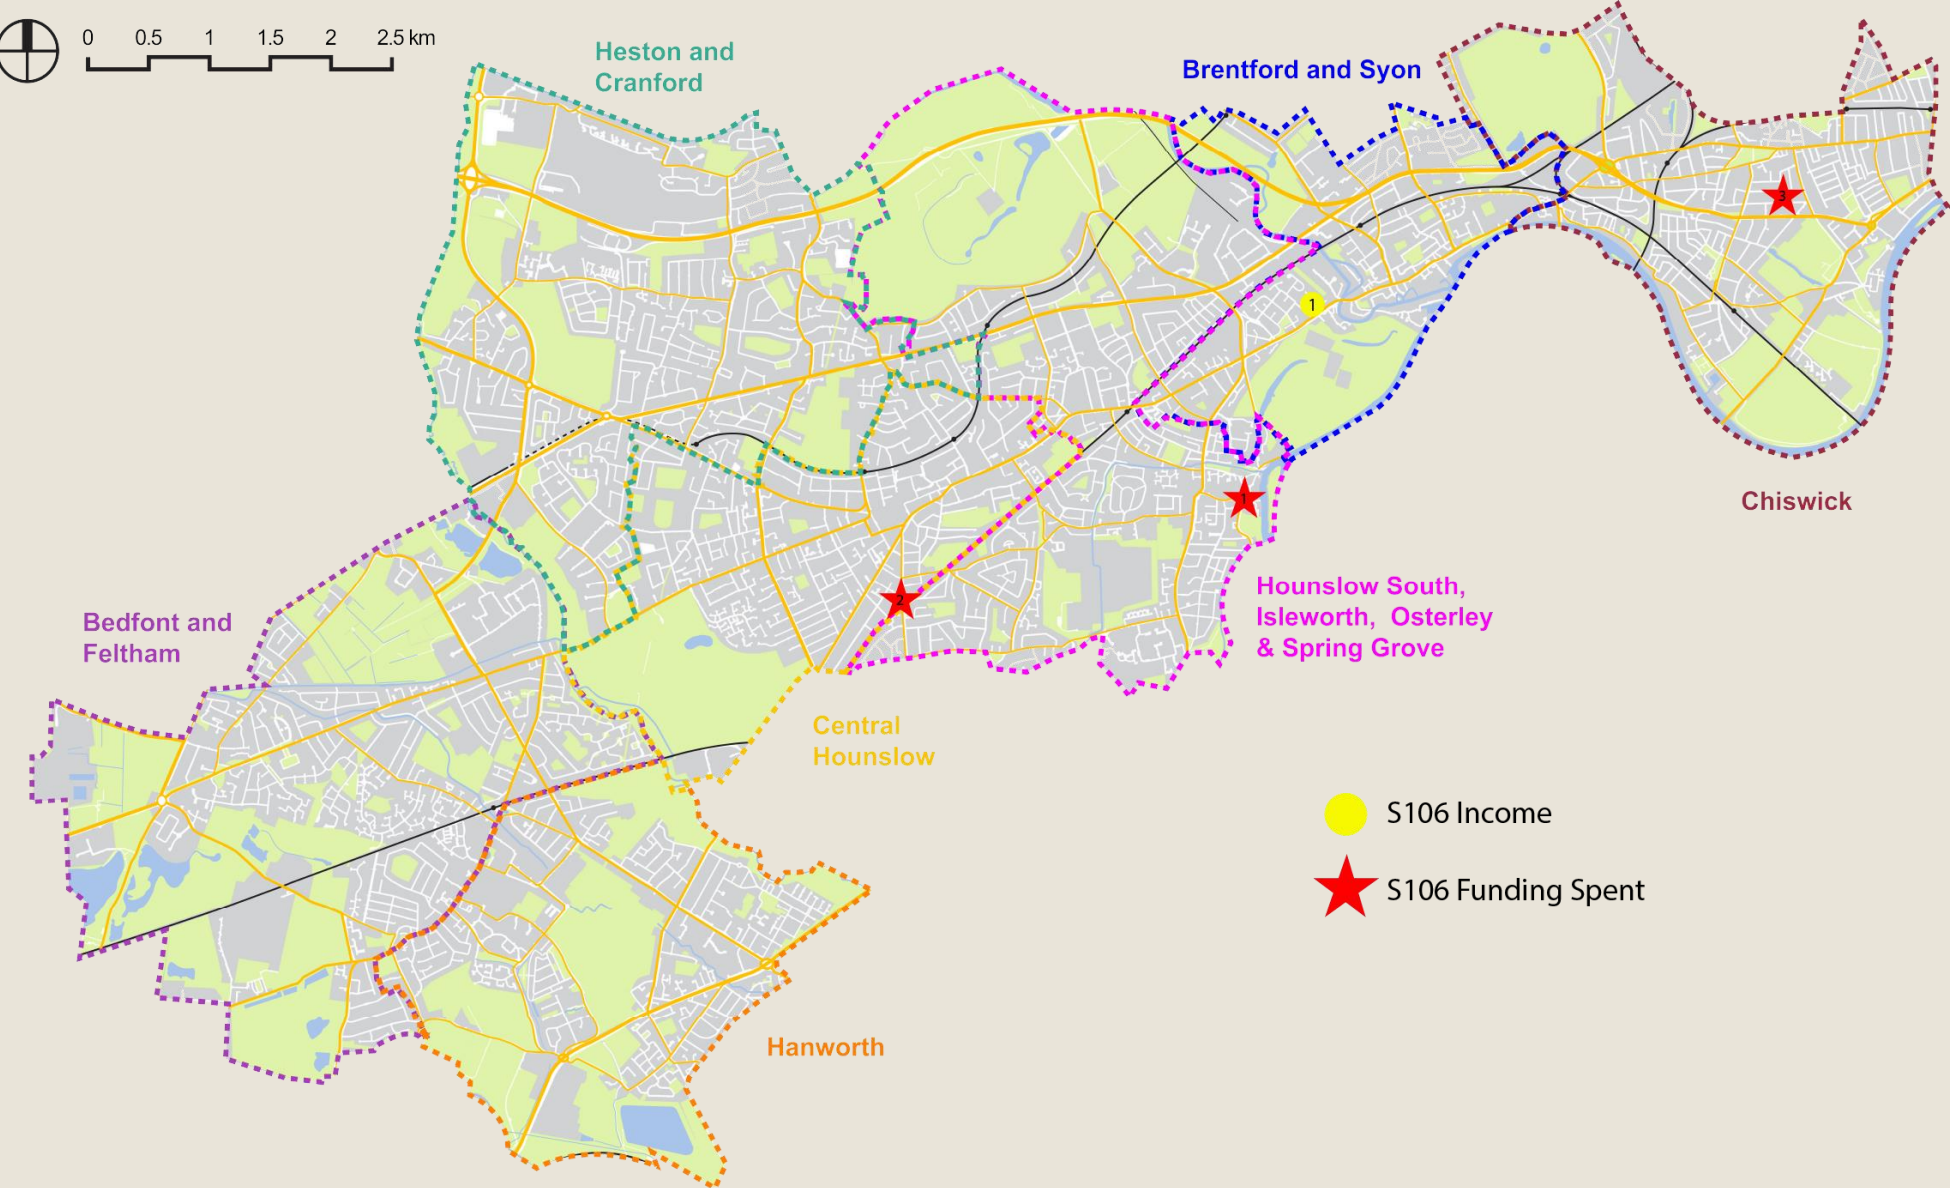 0 0.5 1 1.5 2 2.5 km
Heston and
Cranford
Brentford and Syon
3
1
Chiswick
1
2
Hounslow South,
Isleworth, Osterley
& Spring Grove
Bedfont and
Feltham
Central
Hounslow
S106 Income
S106 Funding Spent
Hanworth